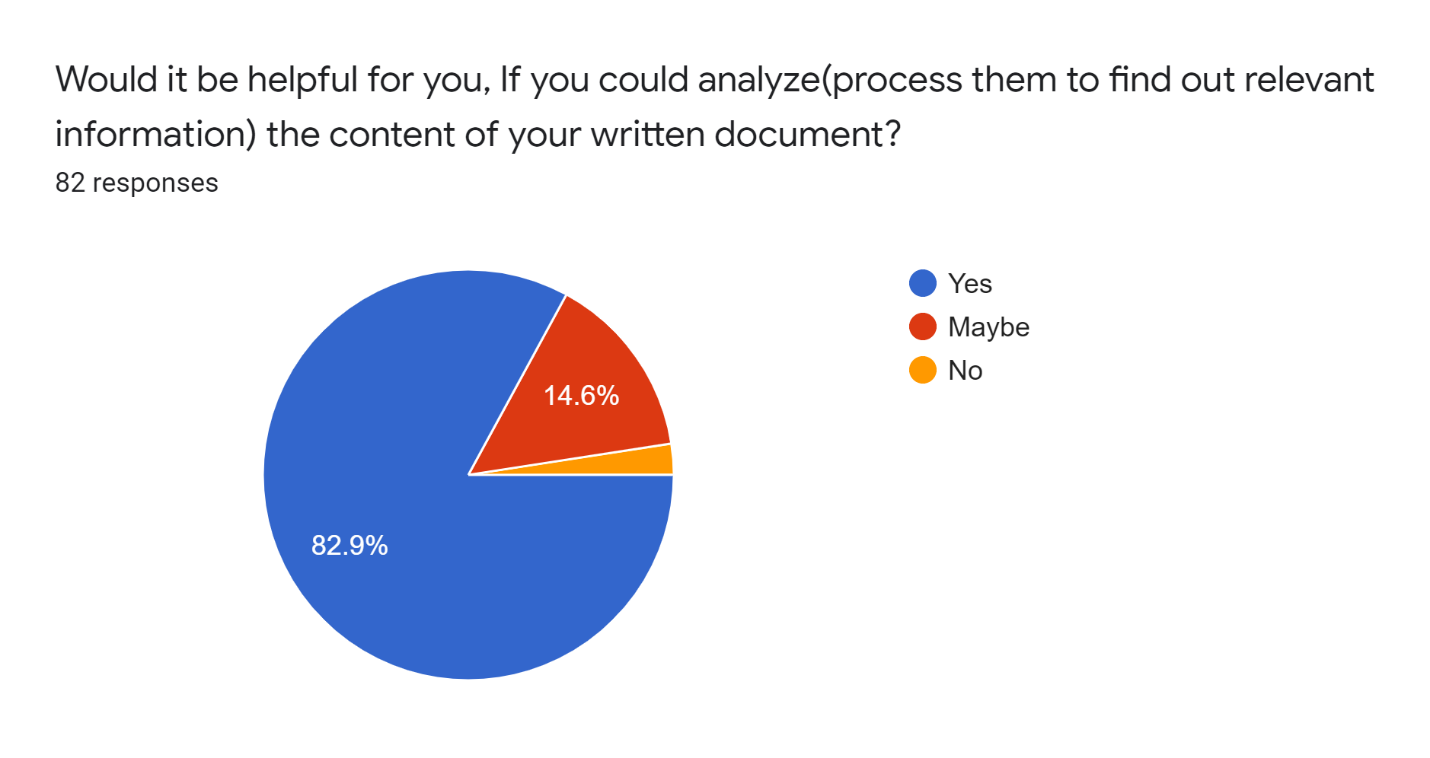 Would it be helpful for you, If you could analyze(process them to find out relevant
information) the content of your written document?
82 responses
Yes
Maybe
No
14.6%
82.9%